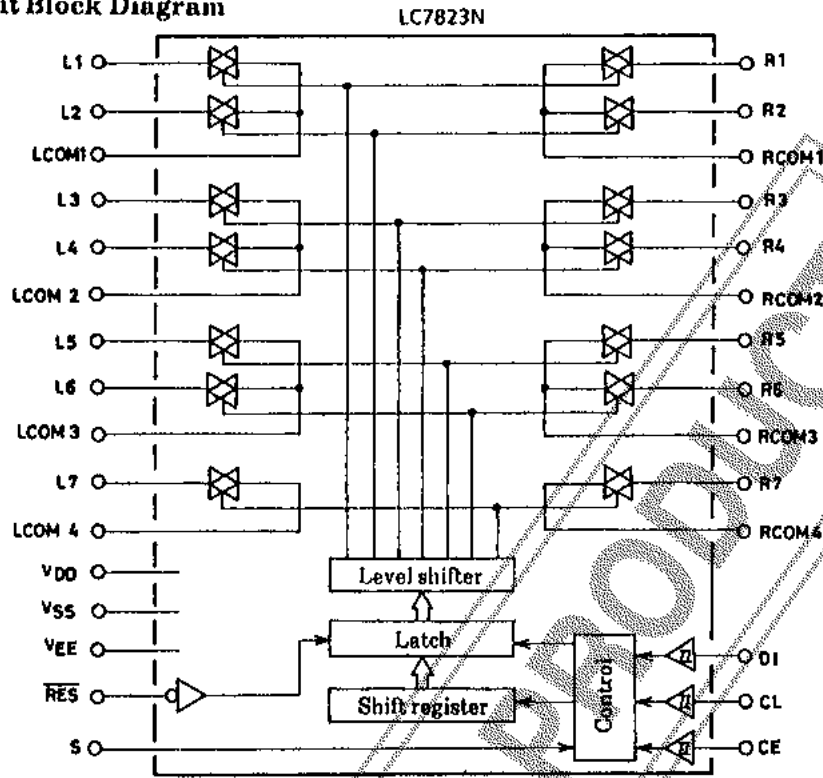 it Block Diagram
LC7823N
L1
R1
L2
R2
LCOM1
RCOM1
L3
R3
L4
R4
LCOM 2
RCOM2
L5
R5
L6
R6
LCOM 3
RCOM3
L7
R7
LCOM 4
RCOM4
VDD
Level shifter
VSS
VEE
Latch
DI
RES
Shift register
Control
CL
S
CE
PRODUCT